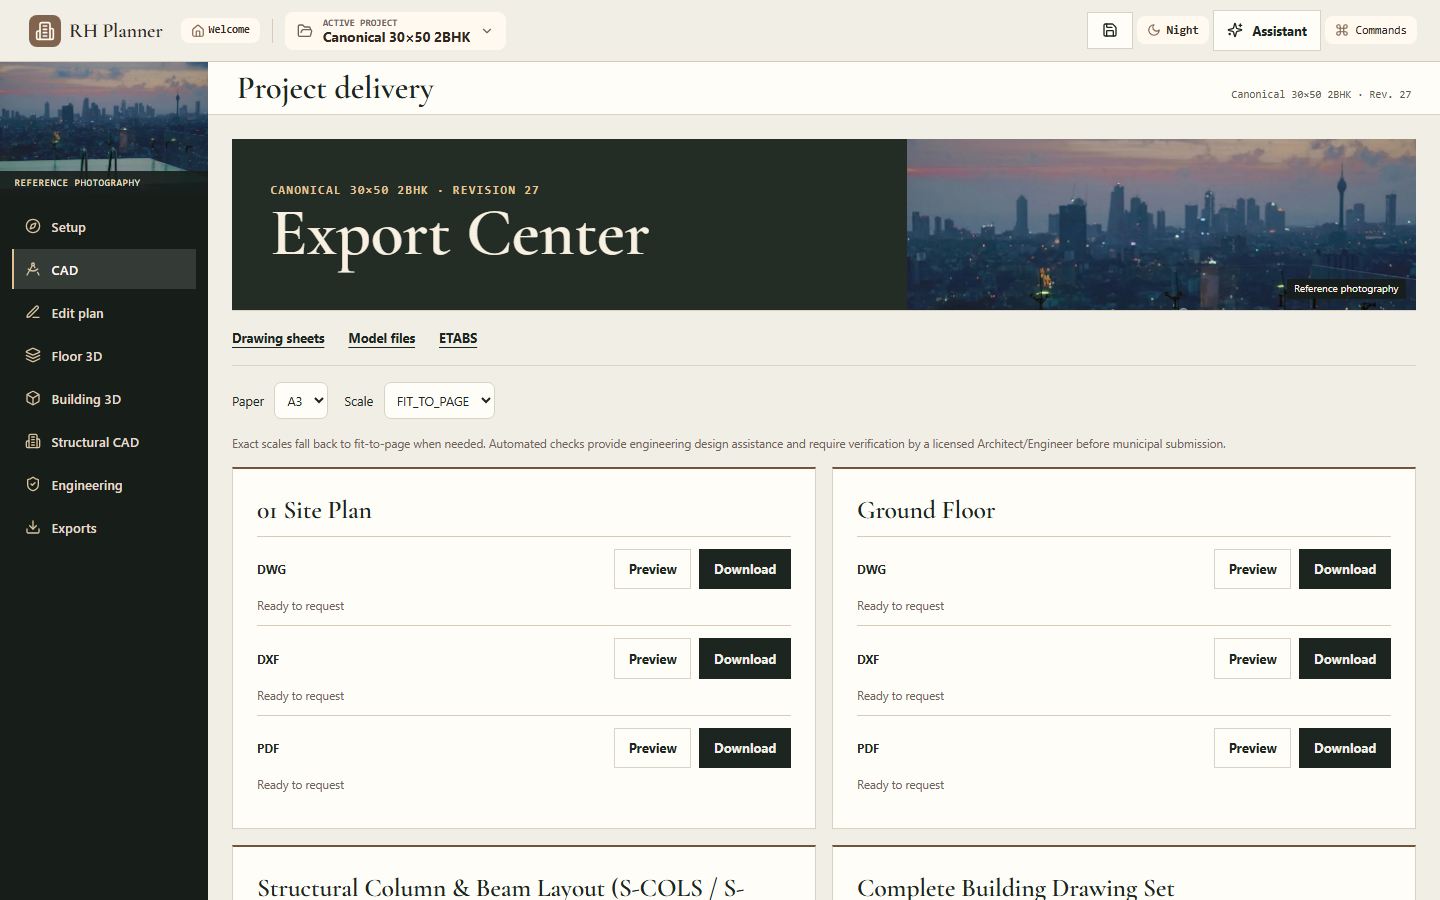 RH Planner
Welcome
ACTIVE PROJECT
Canonical 30×50 2BHK
Night
Assistant
Commands
REFERENCE PHOTOGRAPHY
Setup
CAD
Edit plan
Floor 3D
Building 3D
Structural CAD
Engineering
Exports
Project delivery
Canonical 30×50 2BHK · Rev. 27
CANONICAL 30×50 2BHK · REVISION 27
Export Center
Reference photography
Drawing sheets
Model files
ETABS
Paper
A3
Scale
FIT_TO_PAGE
Exact scales fall back to fit-to-page when needed. Automated checks provide engineering design assistance and require verification by a licensed Architect/Engineer before municipal submission.
01 Site Plan
DWG
Preview
Download
Ready to request
DXF
Preview
Download
Ready to request
PDF
Preview
Download
Ready to request
Ground Floor
DWG
Preview
Download
Ready to request
DXF
Preview
Download
Ready to request
PDF
Preview
Download
Ready to request
Structural Column & Beam Layout (S-COLS / S-
Complete Building Drawing Set